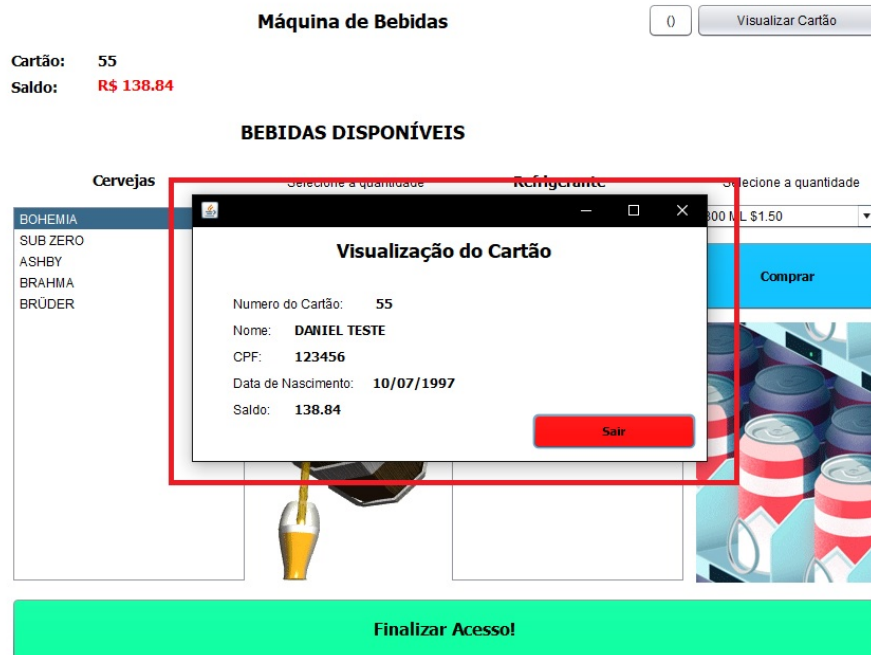 Máquina de Bebidas
()
Visualizar Cartão
Cartão: 55
Saldo: R$ 138.84
BEBIDAS DISPONÍVEIS
Cervejas
Selecione a quantidade
Refrigerante
Selecione a quantidade
BOHEMIA
SUB ZERO
ASHBY
BRAHMA
BRÜDER
300 ML $1.50
Comprar
Visualização do Cartão
Numero do Cartão: 55
Nome: DANIEL TESTE
CPF: 123456
Data de Nascimento: 10/07/1997
Saldo: 138.84
Sair
Finalizar Acesso!